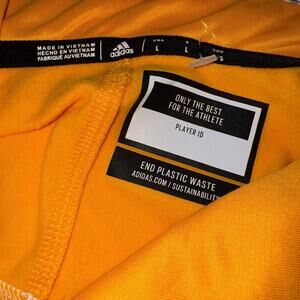 MADE IN VIETNAM
HECHO EN VIETNAM
FABRIQUÉ AU VIETNAM
adidas
USA
L
L
ONLY THE BEST
FOR THE ATHLETE
PLAYER ID
END PLASTIC WASTE
ADIDAS.COM / SUSTAINABILITY